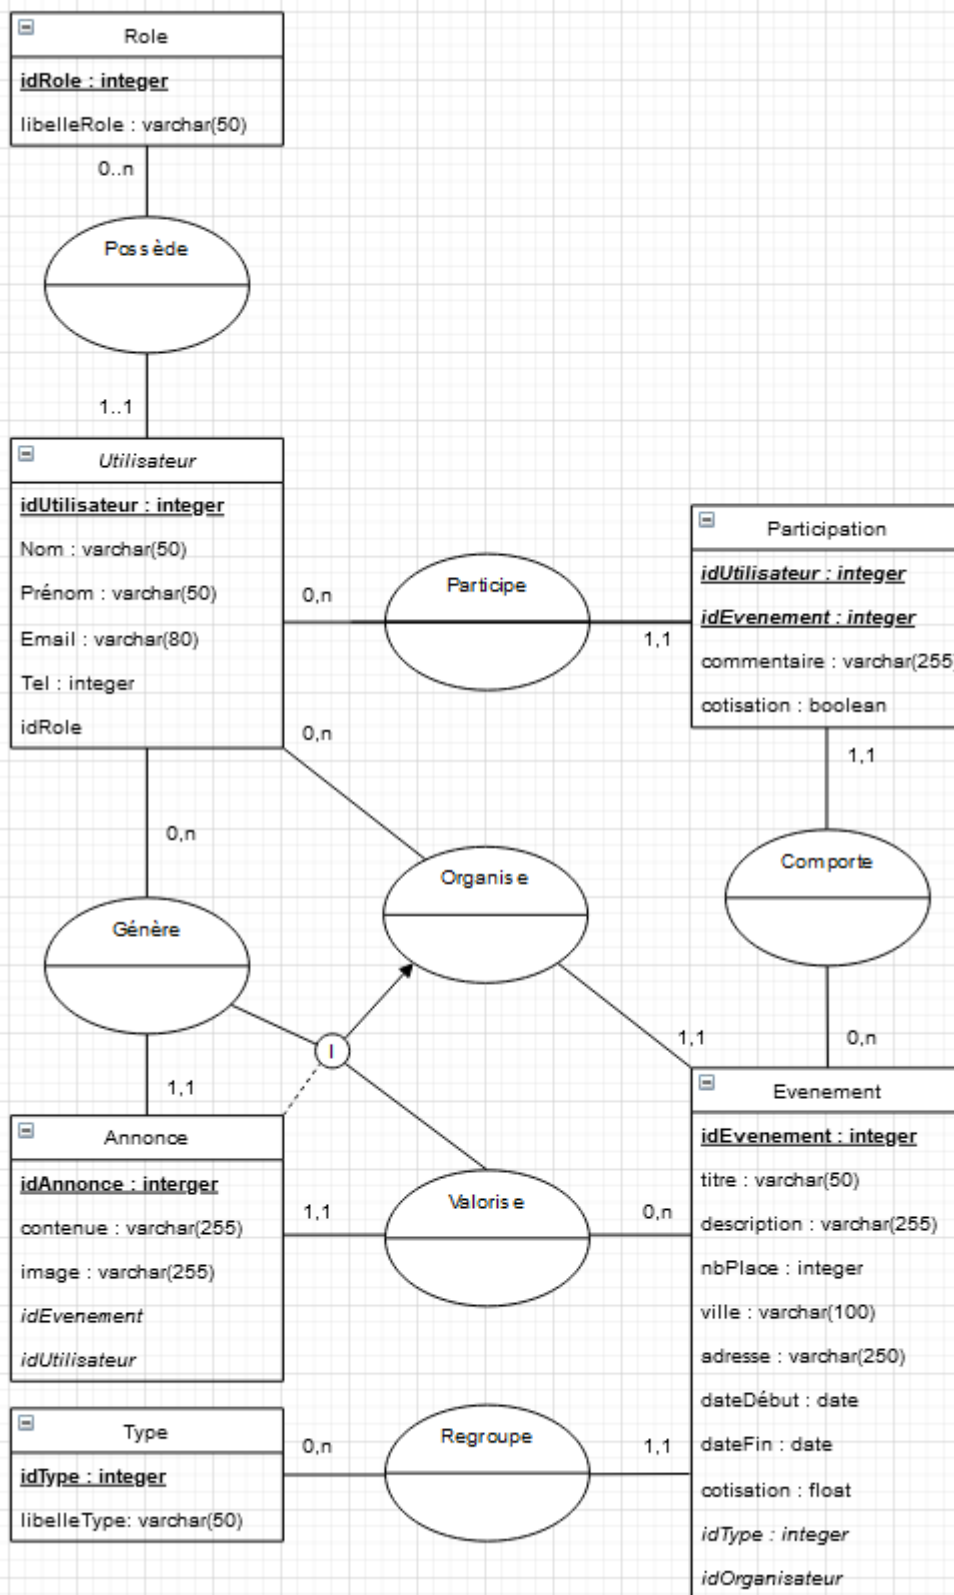 Role
idRole : integer
libelleRole : varchar(50)
0..n
Possède
1..1
Utilisateur
idUtilisateur : integer
Nom : varchar(50)
Prénom : varchar(50)
Email : varchar(80)
Tel : integer
idRole
0,n
Participe
1,1
Participation
idUtilisateur : integer
idEvenement : integer
commentaire : varchar(255)
cotisation : boolean
0,n
1,1
0,n
Organise
Comporte
Génère
I
1,1
0,n
1,1
Annonce
idAnnonce : interger
contenue : varchar(255)
image : varchar(255)
idEvenement
idUtilisateur
1,1
Valorise
0,n
Evenement
idEvenement : integer
titre : varchar(50)
description : varchar(255)
nbPlace : integer
ville : varchar(100)
adresse : varchar(250)
dateDébut : date
dateFin : date
cotisation : float
idType : integer
idOrganisateur
Type
idType : integer
libelleType: varchar(50)
0,n
Regroupe
1,1